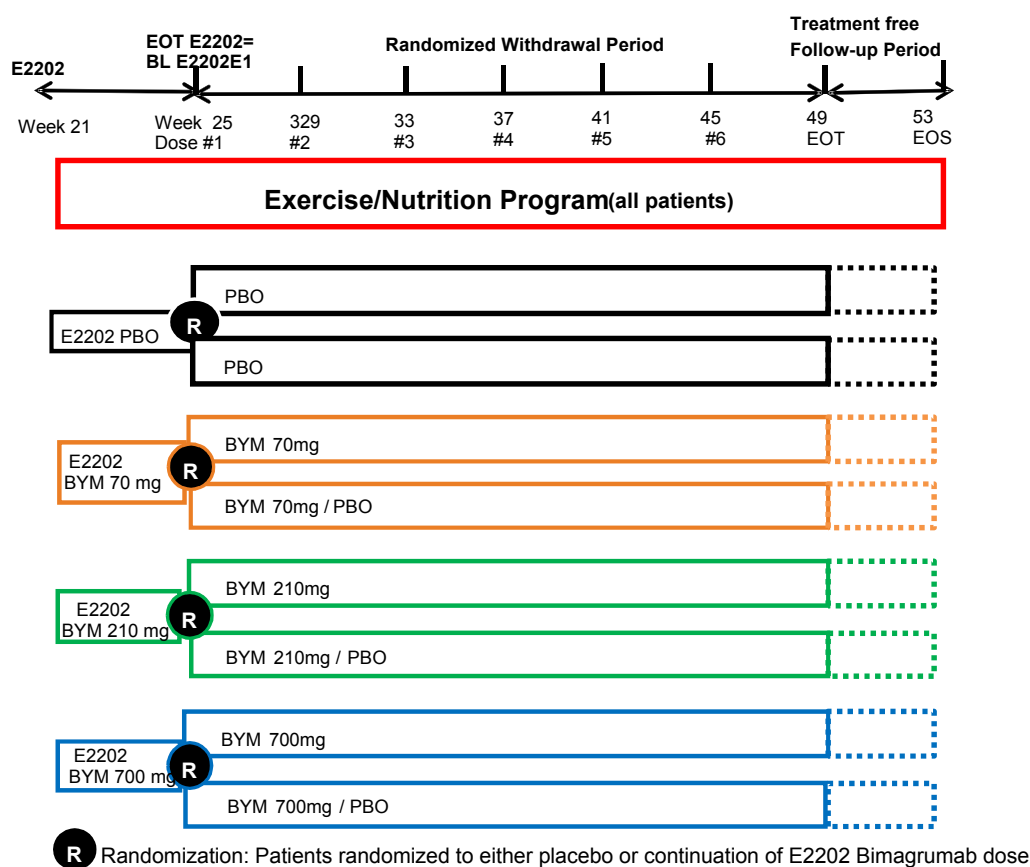 Treatment free
Follow-up Period
EOT E2202=
BL E2202E1
Randomized Withdrawal Period
E2202
Week 21
Week 25
Dose #1
329
#2
33
#3
37
#4
41
#5
45
#6
49
EOT
53
EOS
Exercise/Nutrition Program(all patients)
PBO
E2202 PBO
R
PBO
BYM 70mg
E2202
BYM 70 mg
R
BYM 70mg / PBO
BYM 210mg
E2202
BYM 210 mg
R
BYM 210mg / PBO
BYM 700mg
E2202
BYM 700 mg
R
BYM 700mg / PBO
R Randomization: Patients randomized to either placebo or continuation of E2202 Bimagrumab dose